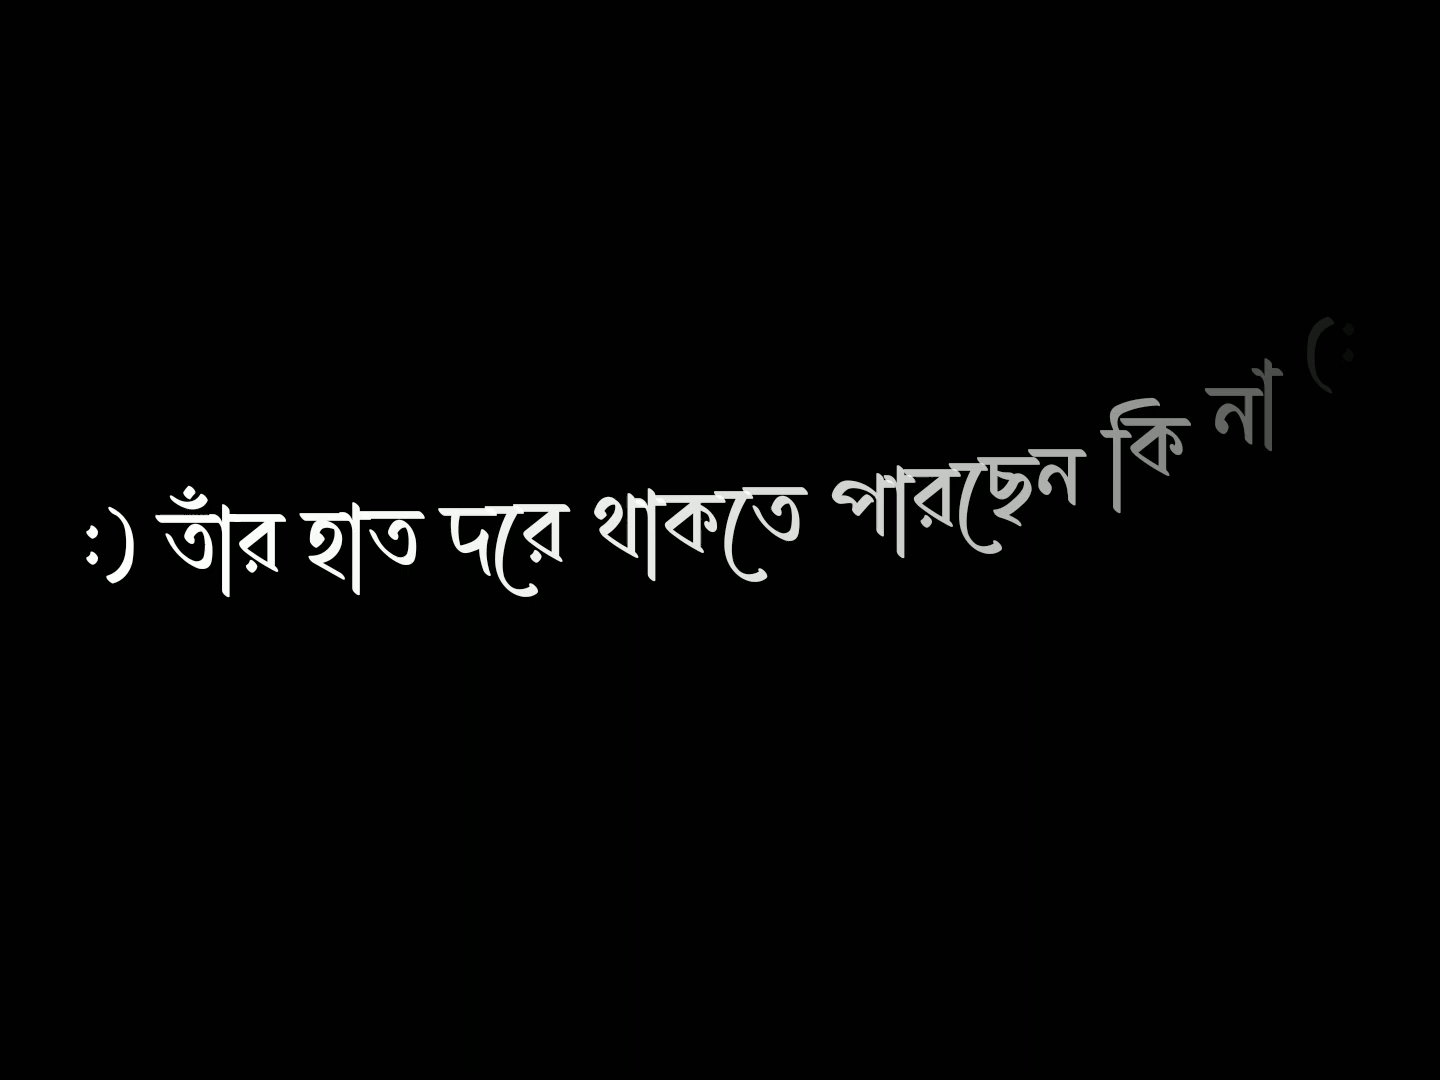 :) তাঁর হাত দরে থাকতে পারছেন কি না (: